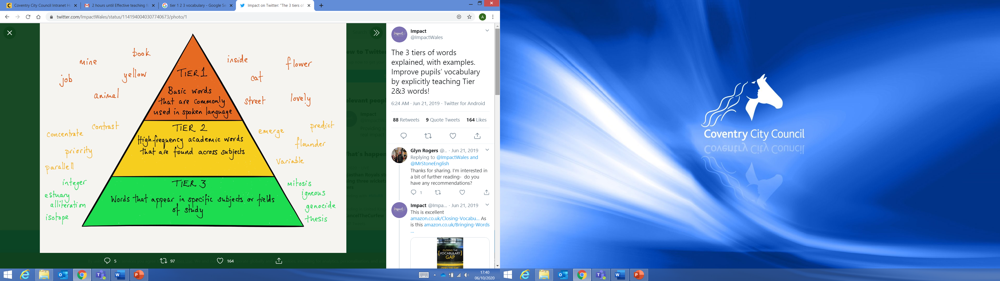 Coventry City Council Intranet Ho
2 hours until Effective teaching fo
tier 1 2 3 vocabulary - Google Se
Impact on Twitter: "The 3 tiers of
twitter.com/ImpactWales/status/1141940040307740673/photo/1
A
book
mine
job
yellow
animal
inside
flower
cat
street
lovely
TIER 1
Basic words
that are commonly
used in spoken language
contrast
concentrate
priority
parallell
emerge
predict
flounder
variable
TIER 2
High frequency academic words
that are found across subjects
integer
estuary
alliteration
isotope
mitosis
igneous
genocide
thesis
TIER 3
Words that appear in specific subjects or fields
of study
5
97
164
Impact
@ImpactWales
The 3 tiers of words
explained, with examples.
Improve pupils' vocabulary
by explicitly teaching Tier
2&3 words!
6:24 AM · Jun 21, 2019 · Twitter for Android
88 Retweets 9 Quote Tweets 164 Likes
Glyn Rogers @.. · Jun 21, 2019
Replying to @ImpactWales and
@MrStoneEnglish
Thanks for sharing. I'm interested in
a bit of further reading- do you
have any recommendations?
1
Impact @Impa... · Jun 21, 2019
This is excellent
amazon.co.uk/Closing-Vocabu... As
is this amazon.co.uk/Bringing-Words
...
CLOSING THE
[VOCABULARY]
GAP
17:40
06/10/2020
Coventry City Council